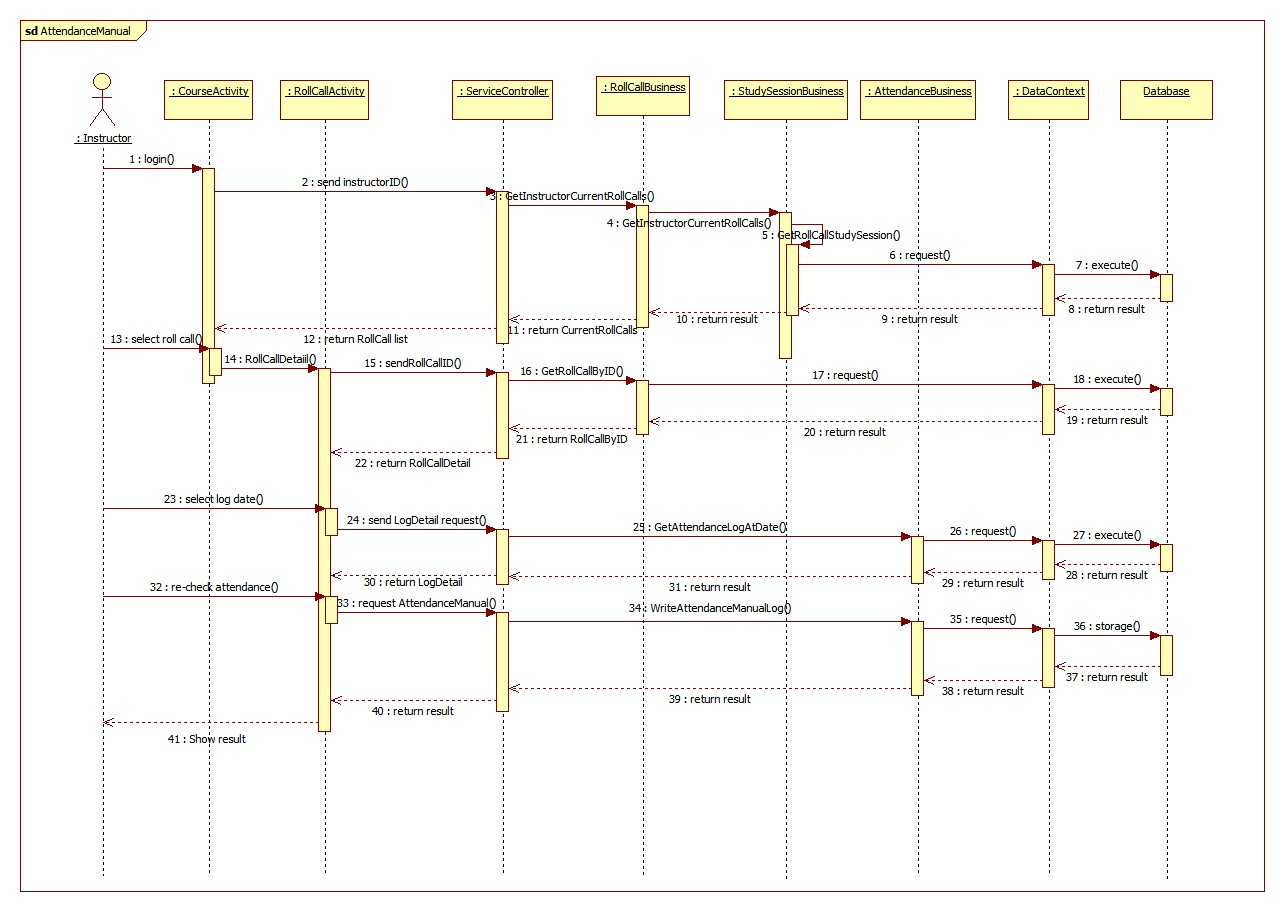 sd AttendanceManual
: CourseActivity
: RollCallActivity
: ServiceController
: RollCallBusiness
: StudySessionBusiness
: AttendanceBusiness
: DataContext
Database
: Instructor
1 : login()
2 : send instructorID()
3 : GetInstructorCurrentRollCalls()
4 : GetInstructorCurrentRollCalls()
5 : GetRollCallStudySession()
6 : request()
7 : execute()
8 : return result
9 : return result
10 : return result
11 : return CurrentRollCalls
12 : return RollCall list
13 : select roll call()
14 : RollCallDetaiil()
15 : sendRollCallID()
16 : GetRollCallByID()
17 : request()
18 : execute()
19 : return result
20 : return result
21 : return RollCallByID
22 : return RollCallDetail
23 : select log date()
24 : send LogDetail request()
25 : GetAttendanceLogAtDate()
26 : request()
27 : execute()
28 : return result
29 : return result
30 : return LogDetail
31 : return result
32 : re-check attendance()
33 : request AttendanceManual()
34 : WriteAttendanceManualLog()
35 : request()
36 : storage()
37 : return result
38 : return result
39 : return result
40 : return result
41 : Show result